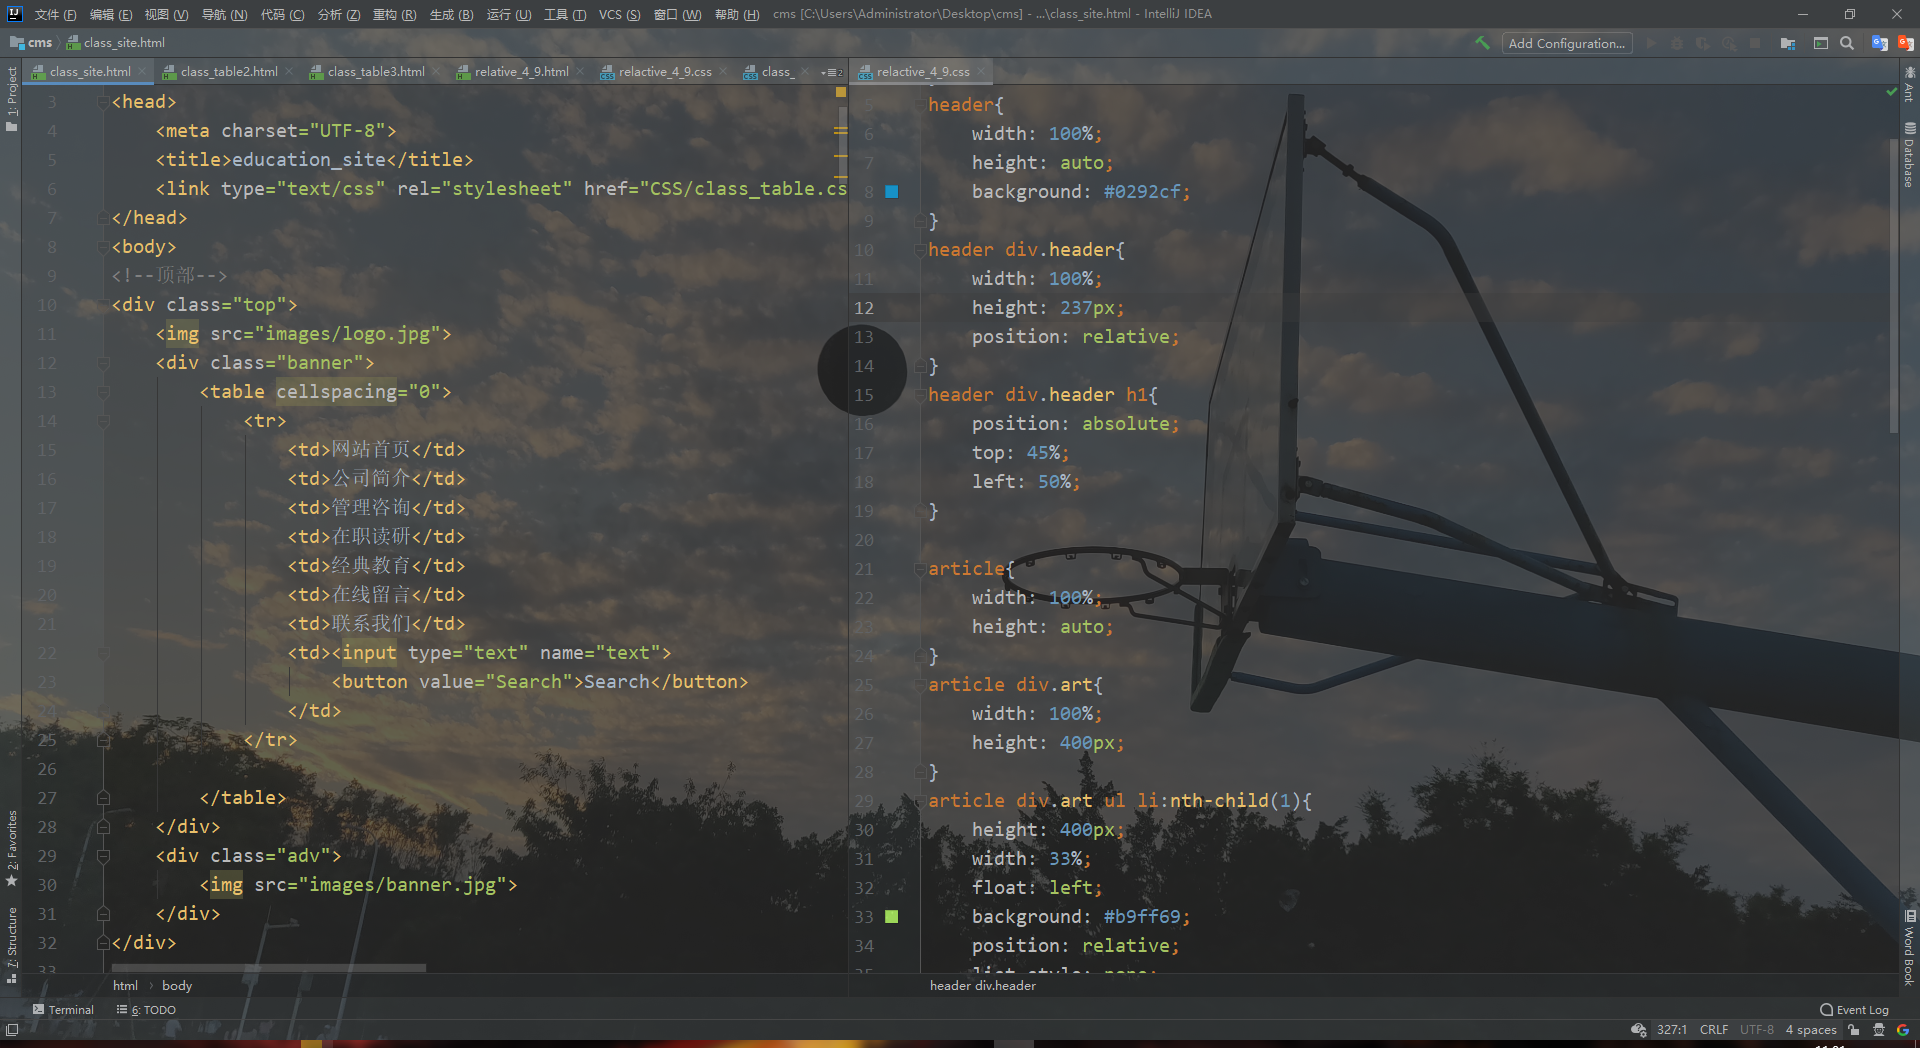 文件 (F) 编辑 (E) 视图 (V) 导航 (N) 代码 (C) 分析 (Z) 重构 (R) 生成 (B) 运行 (U) 工具 (T) VCS (S) 窗口 (W) 帮助 (H) cms [C:\Users\Administrator\Desktop\cms] - ...\class_site.html - IntelliJ IDEA
cms class_site.html Add Configuration...
class_site.html class_table2.html class_table3.html relative_4_9.html relactive_4_9.css class_ relactive_4_9.css
1: Project
2: Favorites
7: Structure
3 <head>
4 <meta charset="UTF-8">
5 <title>education_site</title>
6 <link type="text/css" rel="stylesheet" href="CSS/class_table.cs
7 </head>
8 <body>
9 <!--顶部-->
10 <div class="top">
11 <img src="images/logo.jpg">
12 <div class="banner">
13 <table cellspacing="0">
14 <tr>
15 <td>网站首页</td>
16 <td>公司简介</td>
17 <td>管理咨询</td>
18 <td>在职读研</td>
19 <td>经典教育</td>
20 <td>在线留言</td>
21 <td>联系我们</td>
22 <td><input type="text" name="text">
23 <button value="Search">Search</button>
24 </td>
25 </tr>
26
27 </table>
28 </div>
29 <div class="adv">
30 <img src="images/banner.jpg">
31 </div>
32 </div>
33
html body
5 header{
6 width: 100%;
7 height: auto;
8 background: #0292cf;
9 }
10 header div.header{
11 width: 100%;
12 height: 237px;
13 position: relative;
14 }
15 header div.header h1{
16 position: absolute;
17 top: 45%;
18 left: 50%;
19 }
20
21 article{
22 width: 100%;
23 height: auto;
24 }
25 article div.art{
26 width: 100%;
27 height: 400px;
28 }
29 article div.art ul li:nth-child(1){
30 height: 400px;
31 width: 33%;
32 float: left;
33 background: #b9ff69;
34 position: relative;
35 list-style: none;
header div.header
Ant
Database
Word Book
Terminal 6: TODO Event Log
327:1 CRLF UTF-8 4 spaces